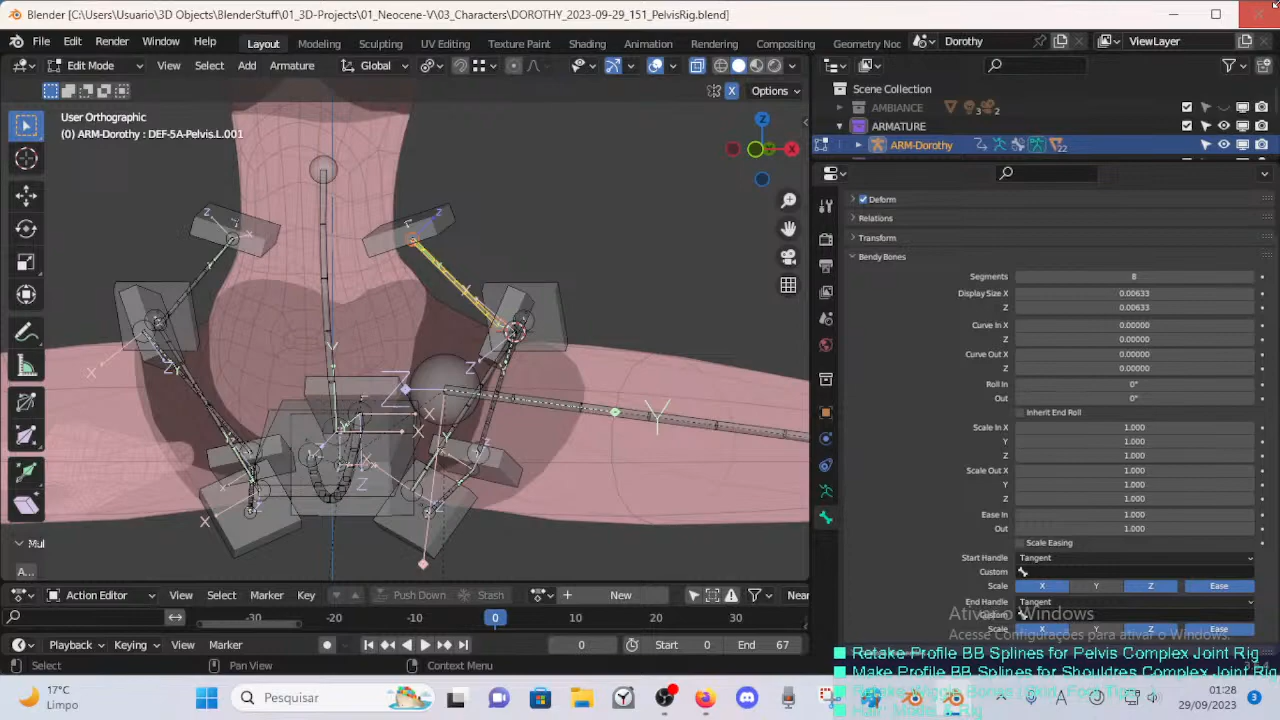 Blender [C:\Users\Usuario\3D Objects\BlenderStuff\01_3D-Projects\01_Neocene-V\03_Characters\DOROTHY_2023-09-29_151_PelvisRig.blend]
File Edit Render Window Help Layout Modeling Sculpting UV Editing Texture Paint Shading Animation Rendering Compositing Geometry Noc Dorothy ViewLayer
Edit Mode View Select Add Armature Global
Options
User Orthographic
(0) ARM-Dorothy : DEF-5A-Pelvis.L.001
Scene Collection
AMBIANCE 3 2
ARMATURE
ARM-Dorothy 22
Deform
Relations
Transform
Bendy Bones
Segments 8
Display Size X 0.00633
Z 0.00633
Curve In X 0.00000
Z 0.00000
Curve Out X 0.00000
Z 0.00000
Roll In 0°
Out 0°
Inherit End Roll
Scale In X 1.000
Y 1.000
Z 1.000
Scale Out X 1.000
Y 1.000
Z 1.000
Ease In 1.000
Out 1.000
Scale Easing
Start Handle Tangent
Custom
Scale X Y Z Ease
End Handle Tangent
Custom
Scale X Y Z Ease
Ativar o Windows
Acesse Configurações para ativar o Windows.
Mul
A...
Action Editor View Select Marker Key Push Down Stash New Near
-30 -20 -10 0 10 20 30
Playback Keying View Marker 0 Start 0 End 67
Select Pan View Context Menu
Retake Profile BB Splines for Pelvis Complex Joint Rig
Make Profile BB Splines for Shoulders Complex Joint Rig
17°C
Limpo
Pesquisar
01:28
29/09/2023
3